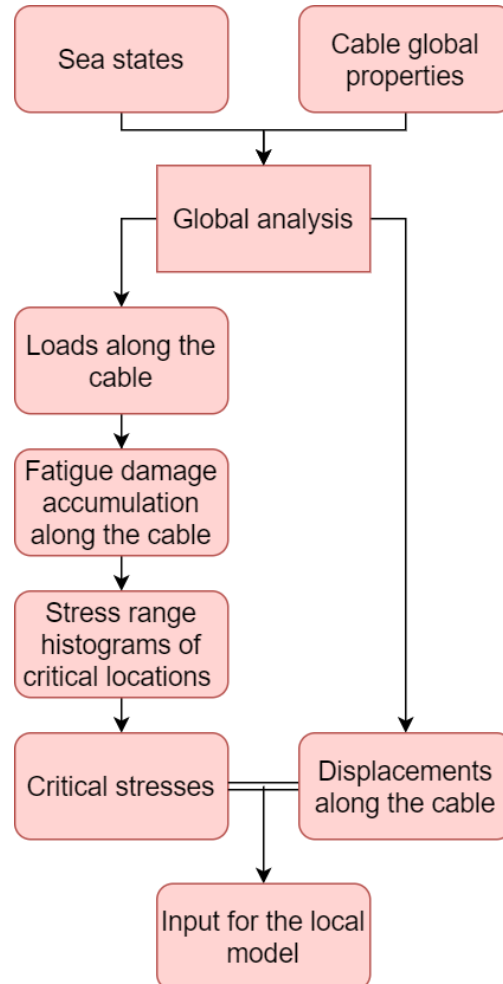 Sea states
Cable global
properties
Global analysis
Loads along the
cable
Fatigue damage
accumulation
along the cable
Stress range
histograms of
critical locations
Critical stresses
Displacements
along the cable
Input for the local
model